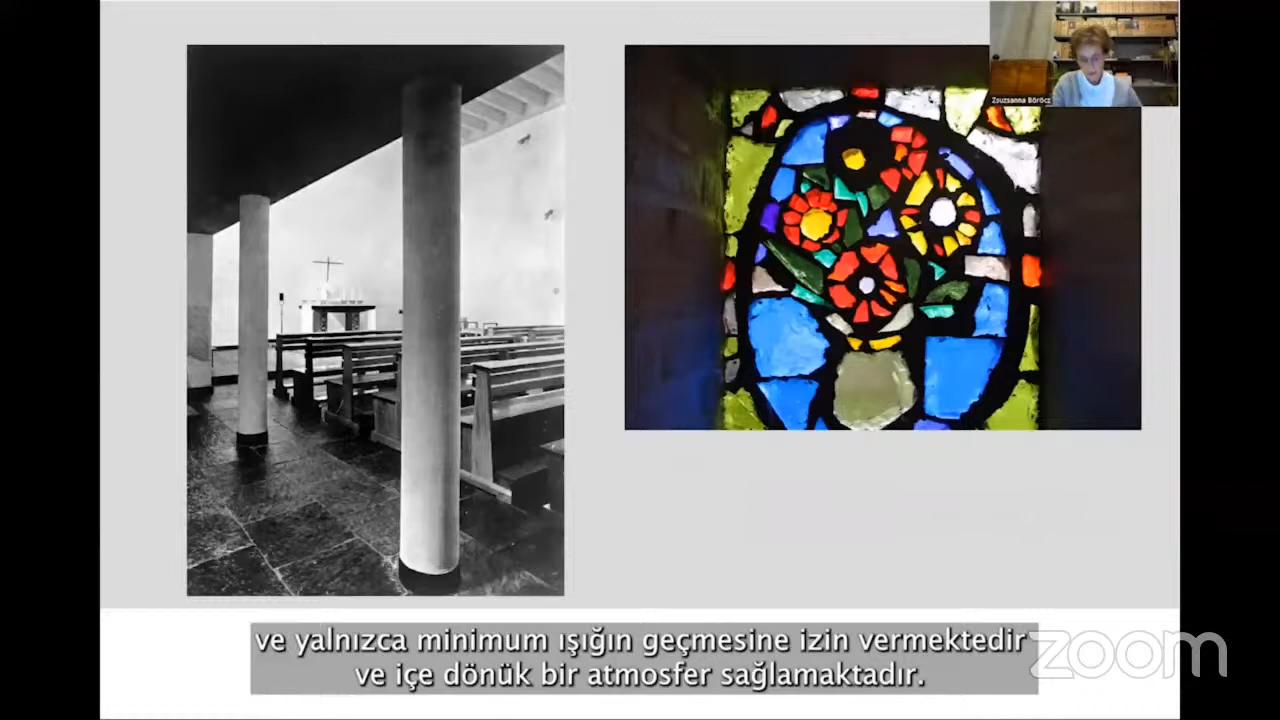 Zsuzsanna Böröcz
ve yalnızca minimum ışığın geçmesine izin vermektedir
ve içe dönük bir atmosfer sağlamaktadır.
zoom